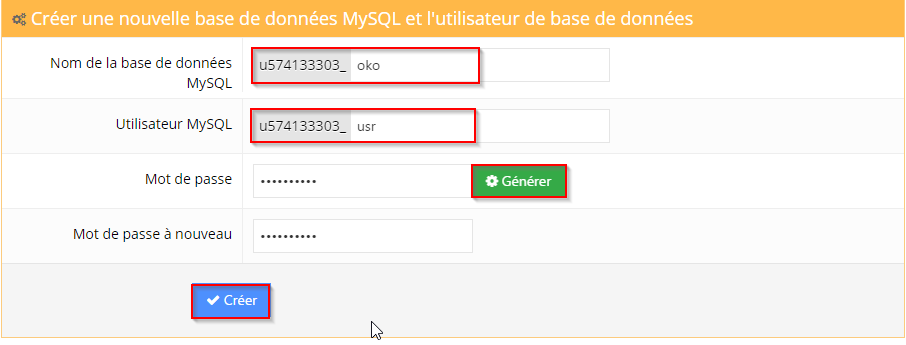 Créer une nouvelle base de données MySQL et l'utilisateur de base de données
Nom de la base de données
MySQL
u574133303_ oko
Utilisateur MySQL
u574133303_ usr
Mot de passe
••••••••••
Générer
Mot de passe à nouveau
••••••••••
Créer